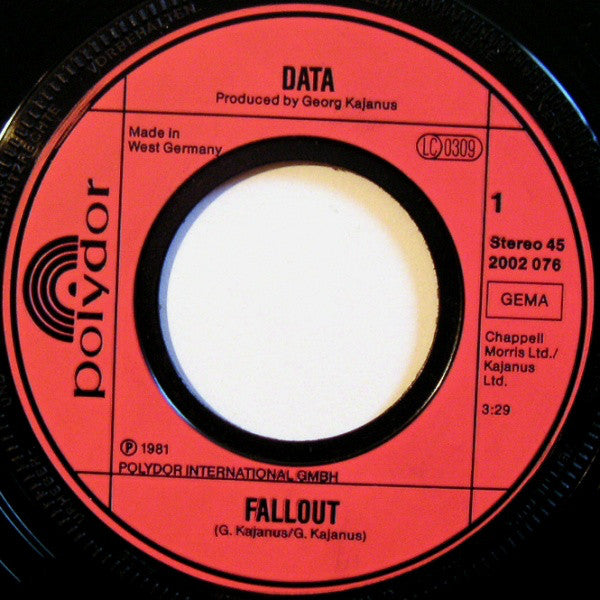 DATA
Produced by Georg Kajanus
Made in
West Germany
LC 0309
polydor
1
Stereo 45
2002 076
GEMA
Chappell
Morris Ltd./
Kajanus
Ltd.
3:29
℗ 1981
POLYDOR INTERNATIONAL GMBH
FALLOUT
(G. Kajanus/G. Kajanus)
VORBEHALTEN